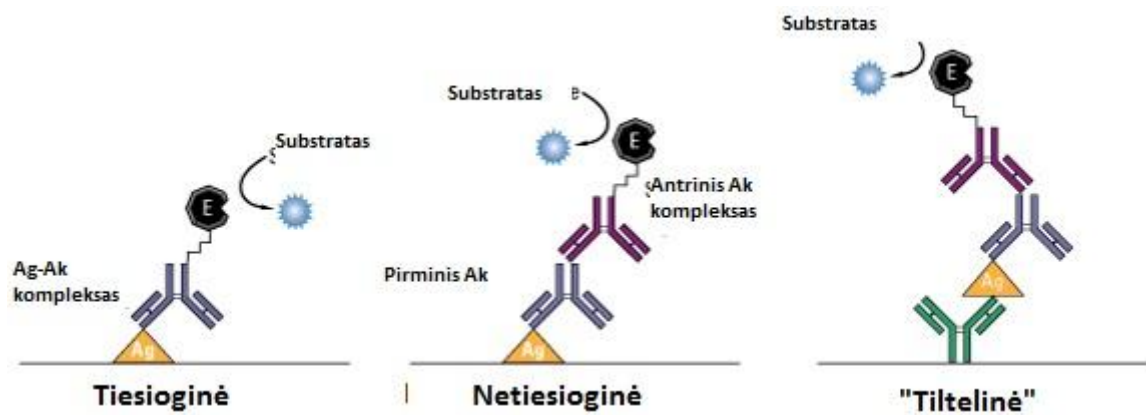 Substratas
E
Ag-Ak
kompleksas
Ag
Tiesioginė
Substratas e
E
Antrinis Ak
kompleksas
Pirminis Ak
Ag
Netiesioginė
Substratas
E
Ag
"Tiltelinė"